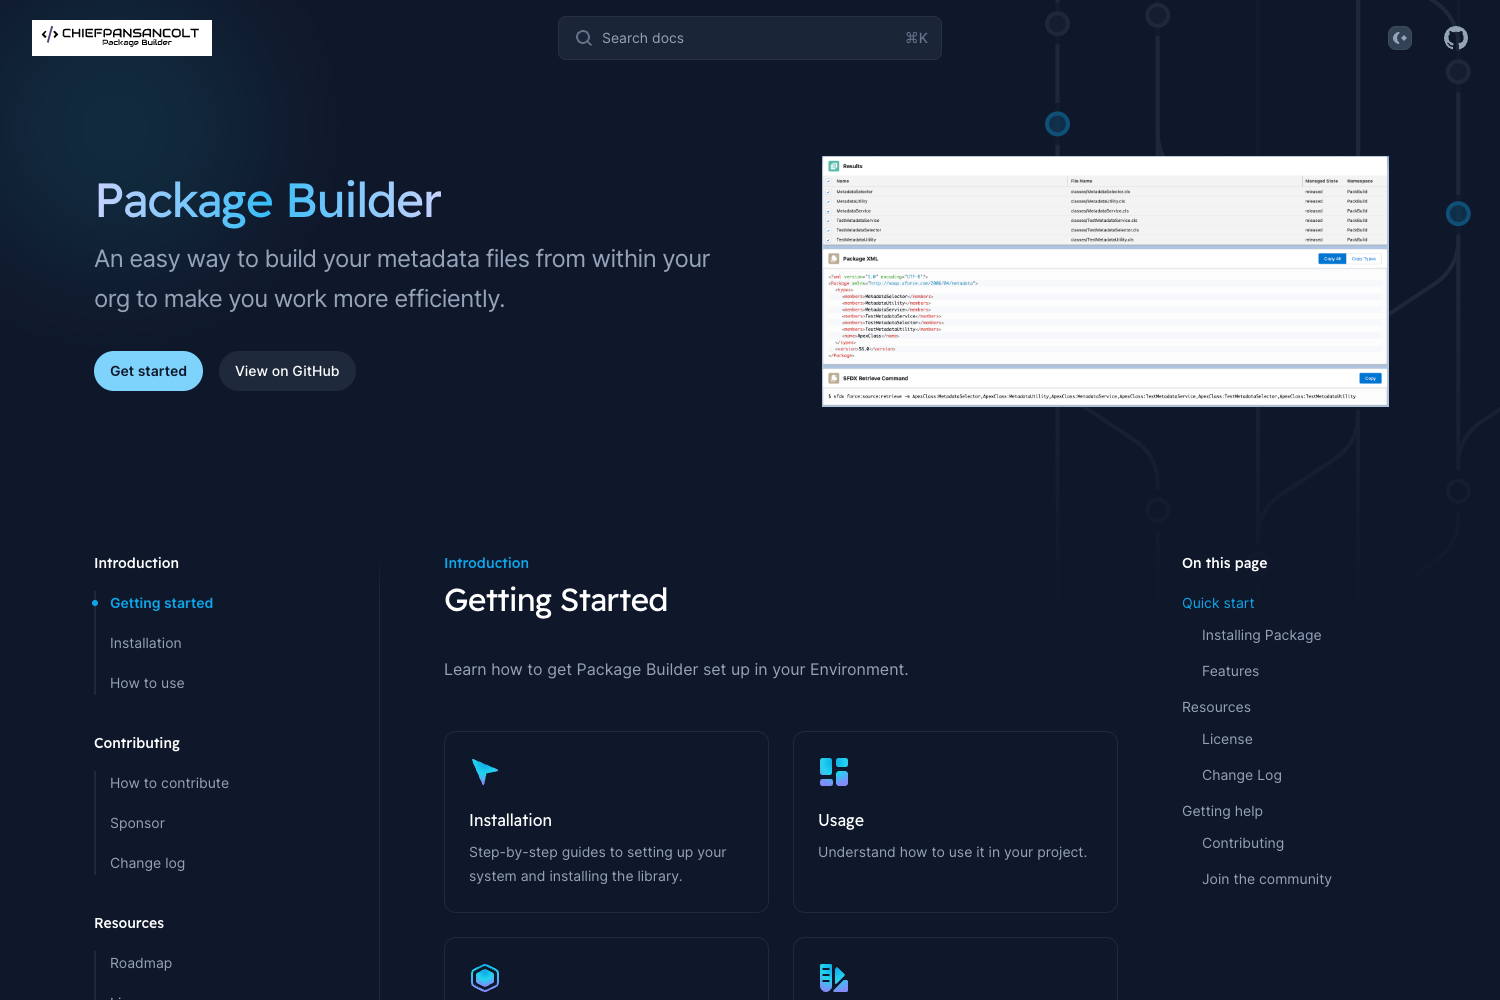 </> CHIEFPANSANCOLT
Package Builder
Search docs
⌘K
Package Builder
An easy way to build your metadata files from within your
org to make you work more efficiently.
Get started
View on GitHub
Results
Name File Name Managed State Namespace
MetadataSelector classes/MetadataSelector.cls released PackBuild
MetadataUtility classes/MetadataUtility.cls released PackBuild
MetadataService classes/MetadataService.cls released PackBuild
TestMetadataService classes/TestMetadataService.cls released PackBuild
TestMetadataSelector classes/TestMetadataSelector.cls released PackBuild
TestMetadataUtility classes/TestMetadataUtility.cls released PackBuild
Package XML
Copy All Copy Types
<?xml version="1.0" encoding="UTF-8"?>
<Package xmlns="http://soap.sforce.com/2006/04/metadata">
<types>
<members>MetadataSelector</members>
<members>MetadataUtility</members>
<members>MetadataService</members>
<members>TestMetadataService</members>
<members>TestMetadataSelector</members>
<members>TestMetadataUtility</members>
<name>ApexClass</name>
</types>
<version>58.0</version>
</Package>
SFDX Retrieve Command
Copy
$ sfdx force:source:retrieve -m ApexClass:MetadataSelector,ApexClass:MetadataUtility,ApexClass:MetadataService,ApexClass:TestMetadataService,ApexClass:TestMetadataSelector,ApexClass:TestMetadataUtility
Introduction
Getting started
Installation
How to use
Contributing
How to contribute
Sponsor
Change log
Resources
Roadmap
Introduction
Getting Started
Learn how to get Package Builder set up in your Environment.
Installation
Step-by-step guides to setting up your
system and installing the library.
Usage
Understand how to use it in your project.
On this page
Quick start
Installing Package
Features
Resources
License
Change Log
Getting help
Contributing
Join the community